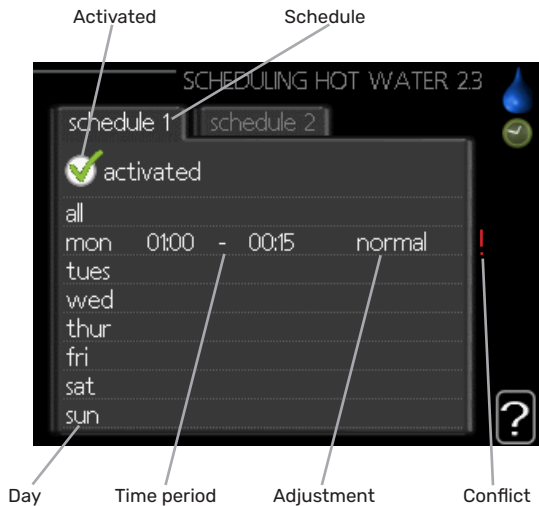 Activated Schedule
SCHEDULING HOT WATER 2.3
schedule 1 schedule 2
activated
all
mon 01:00 - 00:15 normal !
tues
wed
thur
fri
sat
sun
?
Day Time period Adjustment Conflict